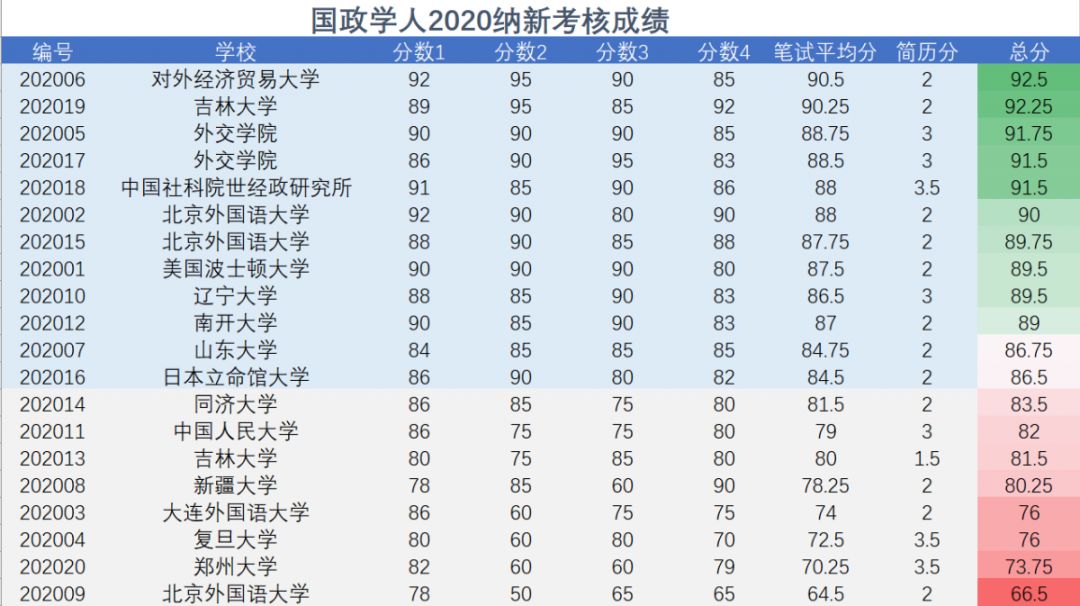 国政学人2020纳新考核成绩
编号 学校 分数1 分数2 分数3 分数4 笔试平均分 简历分 总分
202006 对外经济贸易大学 92 95 90 85 90.5 2 92.5
202019 吉林大学 89 95 85 92 90.25 2 92.25
202005 外交学院 90 90 90 85 88.75 3 91.75
202017 外交学院 86 90 95 83 88.5 3 91.5
202018 中国社科院世经政研究所 91 85 90 86 88 3.5 91.5
202002 北京外国语大学 92 90 80 90 88 2 90
202015 北京外国语大学 88 90 85 88 87.75 2 89.75
202001 美国波士顿大学 90 90 90 80 87.5 2 89.5
202010 辽宁大学 88 85 90 83 86.5 3 89.5
202012 南开大学 90 85 90 83 87 2 89
202007 山东大学 84 85 85 85 84.75 2 86.75
202016 日本立命馆大学 86 90 80 82 84.5 2 86.5
202014 同济大学 86 85 75 80 81.5 2 83.5
202011 中国人民大学 86 75 75 80 79 3 82
202013 吉林大学 80 75 85 80 80 1.5 81.5
202008 新疆大学 78 85 60 90 78.25 2 80.25
202003 大连外国语大学 86 60 75 75 74 2 76
202004 复旦大学 80 60 80 70 72.5 3.5 76
202020 郑州大学 82 60 60 79 70.25 3.5 73.75
202009 北京外国语大学 78 50 65 65 64.5 2 66.5